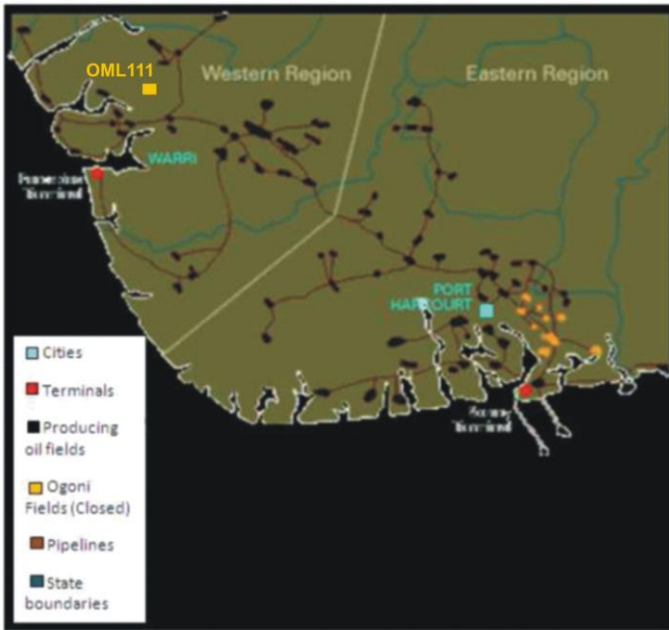 OML111
Western Region
Eastern Region
WARRI
Terminal
PORT
HARCOURT
Terminal
Cities
Terminals
Producing
oil fields
Ogoni
Fields (Closed)
Pipelines
State
boundaries